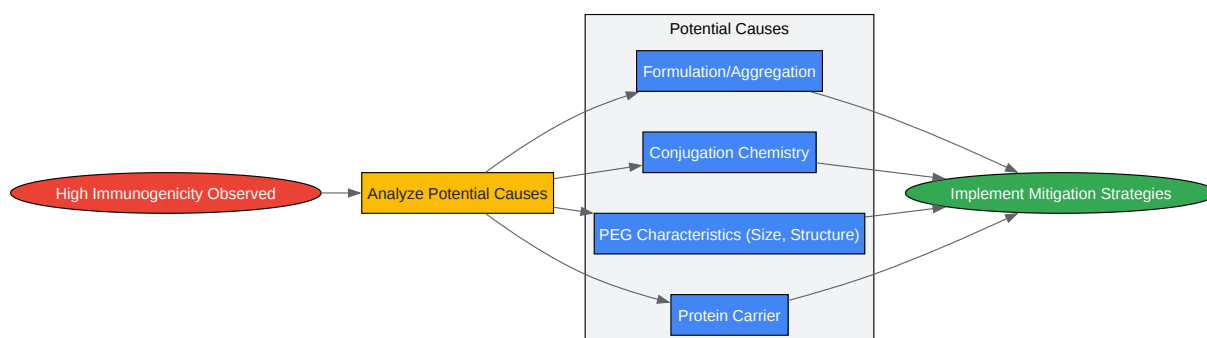 Potential Causes
Formulation/Aggregation
Conjugation Chemistry
High Immunogenicity Observed
Analyze Potential Causes
Implement Mitigation Strategies
PEG Characteristics (Size, Structure)
Protein Carrier